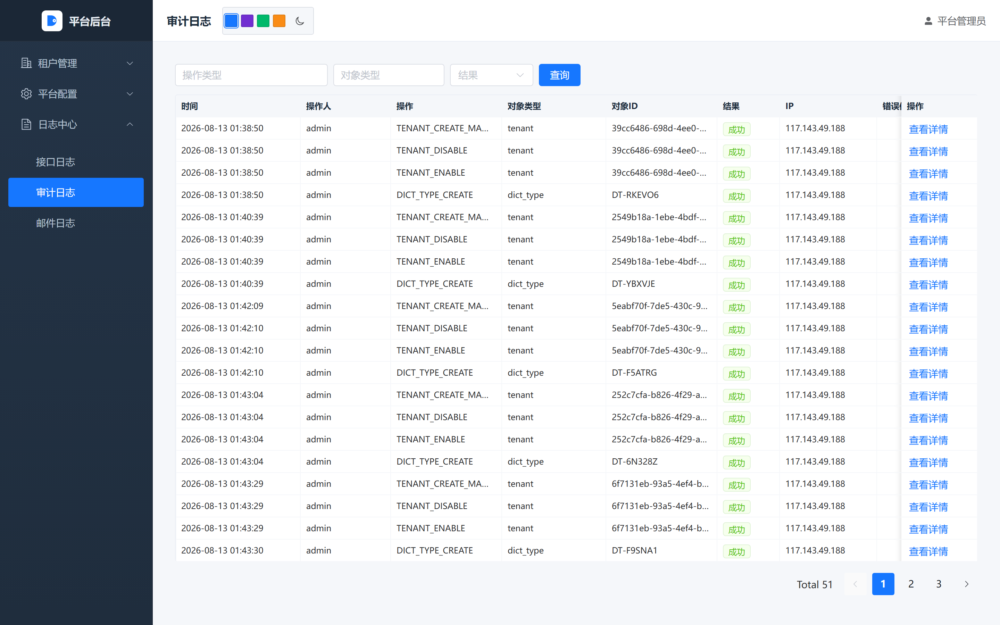 平台后台
租户管理
平台配置
日志中心
接口日志
审计日志
邮件日志
审计日志
平台管理员
操作类型 对象类型 结果 查询
时间 操作人 操作 对象类型 对象ID 结果 IP 错误 操作
2026-08-13 01:38:50 admin TENANT_CREATE_MA... tenant 39cc6486-698d-4ee0-... 成功 117.143.49.188 查看详情
2026-08-13 01:38:50 admin TENANT_DISABLE tenant 39cc6486-698d-4ee0-... 成功 117.143.49.188 查看详情
2026-08-13 01:38:50 admin TENANT_ENABLE tenant 39cc6486-698d-4ee0-... 成功 117.143.49.188 查看详情
2026-08-13 01:38:50 admin DICT_TYPE_CREATE dict_type DT-RKEVO6 成功 117.143.49.188 查看详情
2026-08-13 01:40:39 admin TENANT_CREATE_MA... tenant 2549b18a-1ebe-4bdf-... 成功 117.143.49.188 查看详情
2026-08-13 01:40:39 admin TENANT_DISABLE tenant 2549b18a-1ebe-4bdf-... 成功 117.143.49.188 查看详情
2026-08-13 01:40:39 admin TENANT_ENABLE tenant 2549b18a-1ebe-4bdf-... 成功 117.143.49.188 查看详情
2026-08-13 01:40:39 admin DICT_TYPE_CREATE dict_type DT-YBXVJE 成功 117.143.49.188 查看详情
2026-08-13 01:42:09 admin TENANT_CREATE_MA... tenant 5eabf70f-7de5-430c-9... 成功 117.143.49.188 查看详情
2026-08-13 01:42:10 admin TENANT_DISABLE tenant 5eabf70f-7de5-430c-9... 成功 117.143.49.188 查看详情
2026-08-13 01:42:10 admin TENANT_ENABLE tenant 5eabf70f-7de5-430c-9... 成功 117.143.49.188 查看详情
2026-08-13 01:42:10 admin DICT_TYPE_CREATE dict_type DT-F5ATRG 成功 117.143.49.188 查看详情
2026-08-13 01:43:04 admin TENANT_CREATE_MA... tenant 252c7cfa-b826-4f29-a... 成功 117.143.49.188 查看详情
2026-08-13 01:43:04 admin TENANT_DISABLE tenant 252c7cfa-b826-4f29-a... 成功 117.143.49.188 查看详情
2026-08-13 01:43:04 admin TENANT_ENABLE tenant 252c7cfa-b826-4f29-a... 成功 117.143.49.188 查看详情
2026-08-13 01:43:04 admin DICT_TYPE_CREATE dict_type DT-6N328Z 成功 117.143.49.188 查看详情
2026-08-13 01:43:29 admin TENANT_CREATE_MA... tenant 6f7131eb-93a5-4ef4-b... 成功 117.143.49.188 查看详情
2026-08-13 01:43:29 admin TENANT_DISABLE tenant 6f7131eb-93a5-4ef4-b... 成功 117.143.49.188 查看详情
2026-08-13 01:43:29 admin TENANT_ENABLE tenant 6f7131eb-93a5-4ef4-b... 成功 117.143.49.188 查看详情
2026-08-13 01:43:30 admin DICT_TYPE_CREATE dict_type DT-F9SNA1 成功 117.143.49.188 查看详情
Total 51 1 2 3